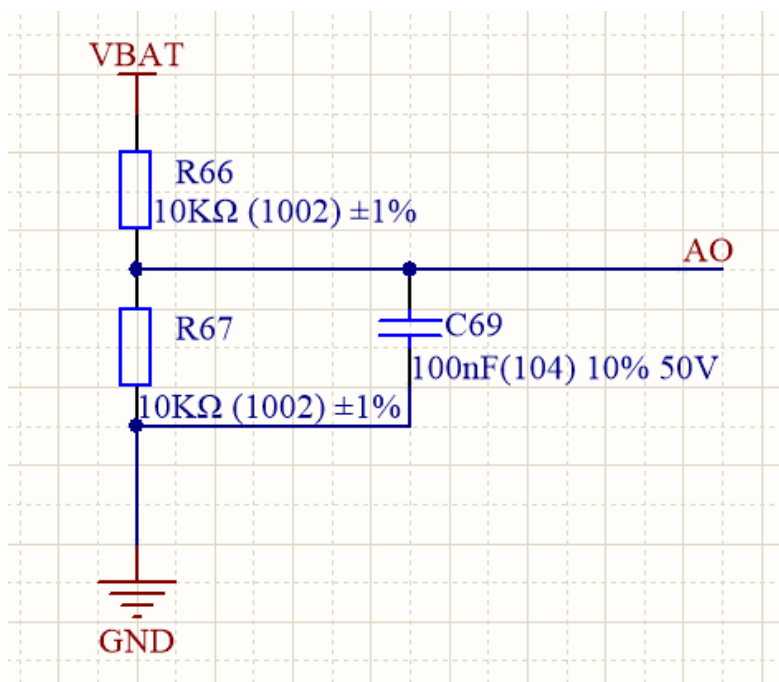 VBAT
R66
10KΩ (1002) ±1%
AO
R67
C69
100nF(104) 10% 50V
10KΩ (1002) ±1%
GND